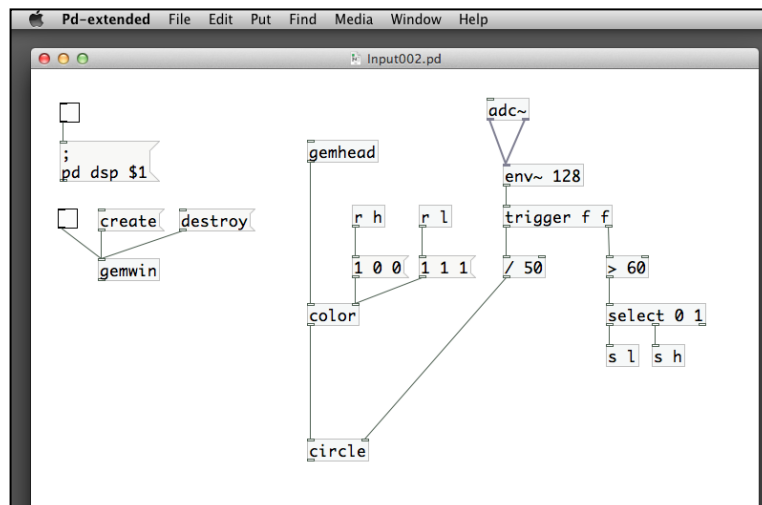 Pd-extended File Edit Put Find Media Window Help
Input002.pd
adc~
;
pd dsp $1
gemhead
env~ 128
r h
r l
trigger f f
create
destroy
gemwin
1 0 0
1 1 1
/ 50
> 60
color
select 0 1
s l
s h
circle